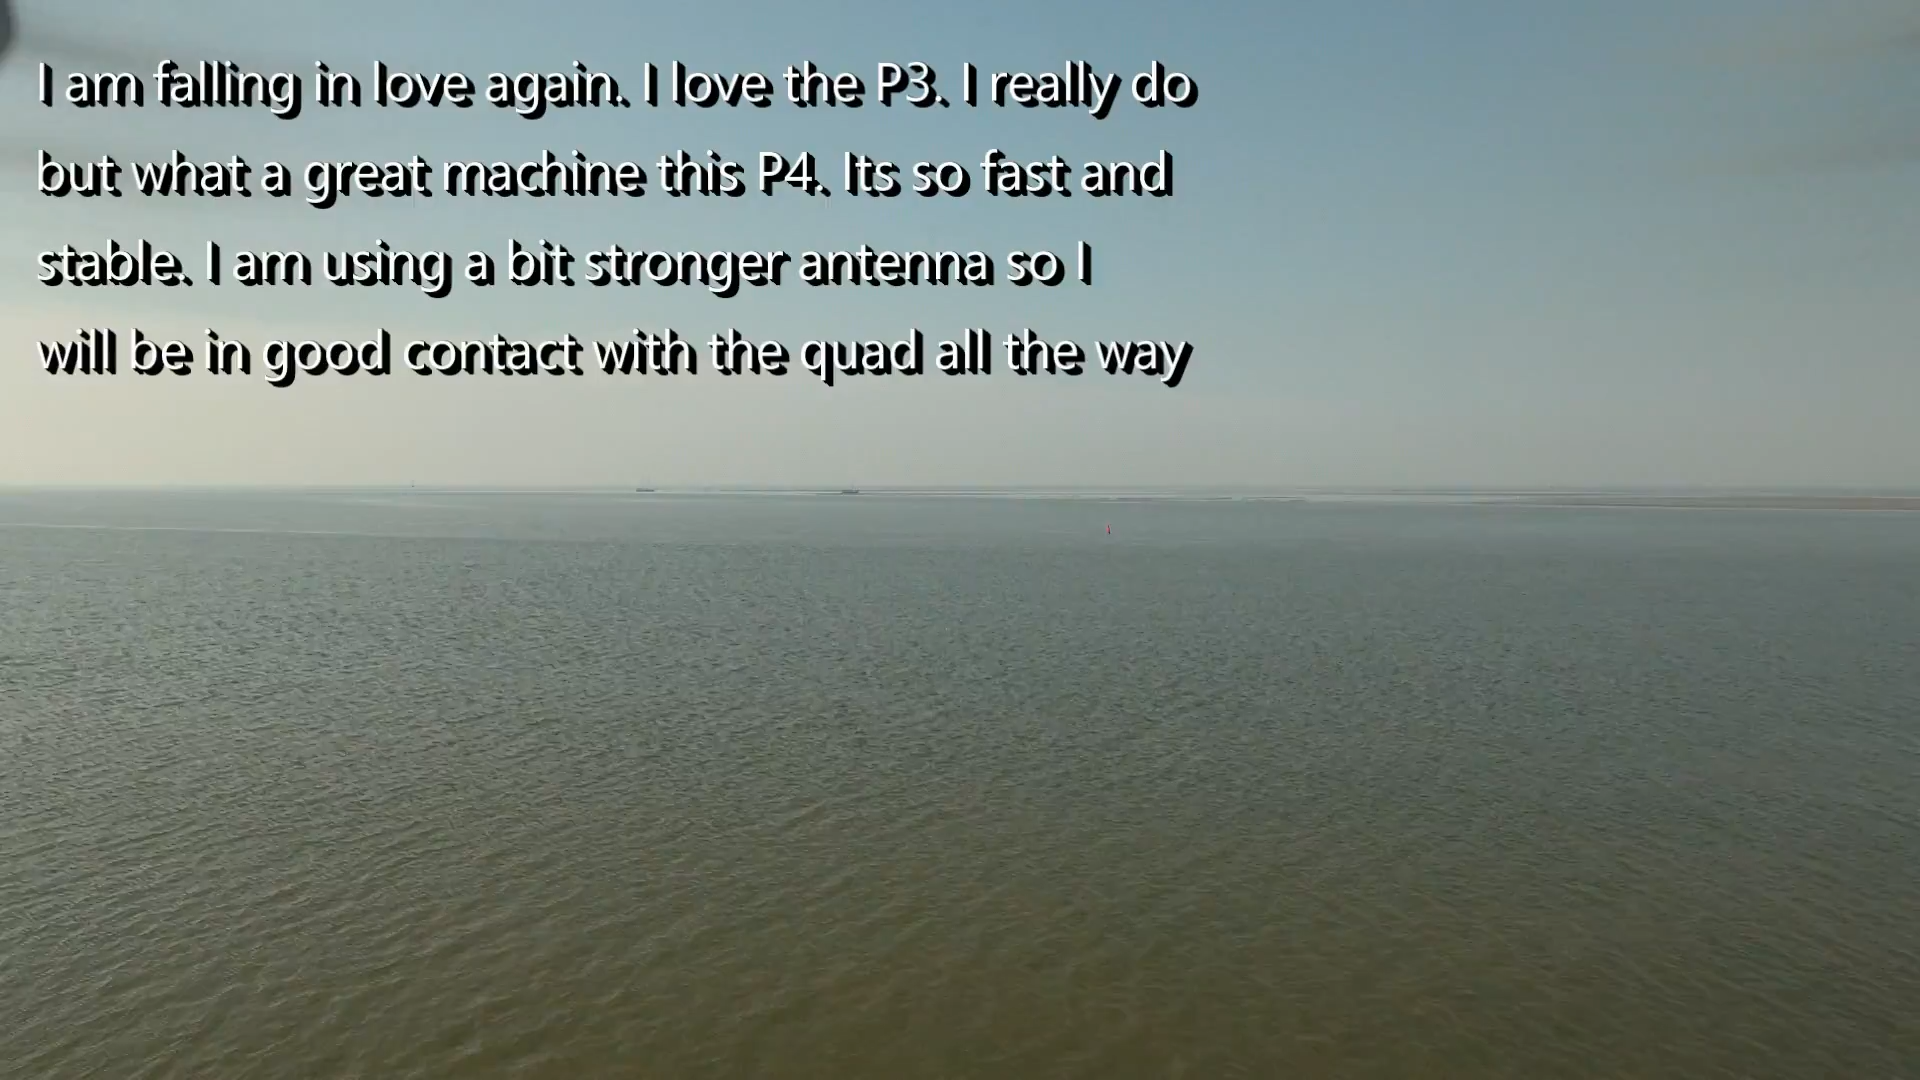 I am falling in love again. I love the P3. I really do
but what a great machine this P4. Its so fast and
stable. I am using a bit stronger antenna so I
will be in good contact with the quad all the way